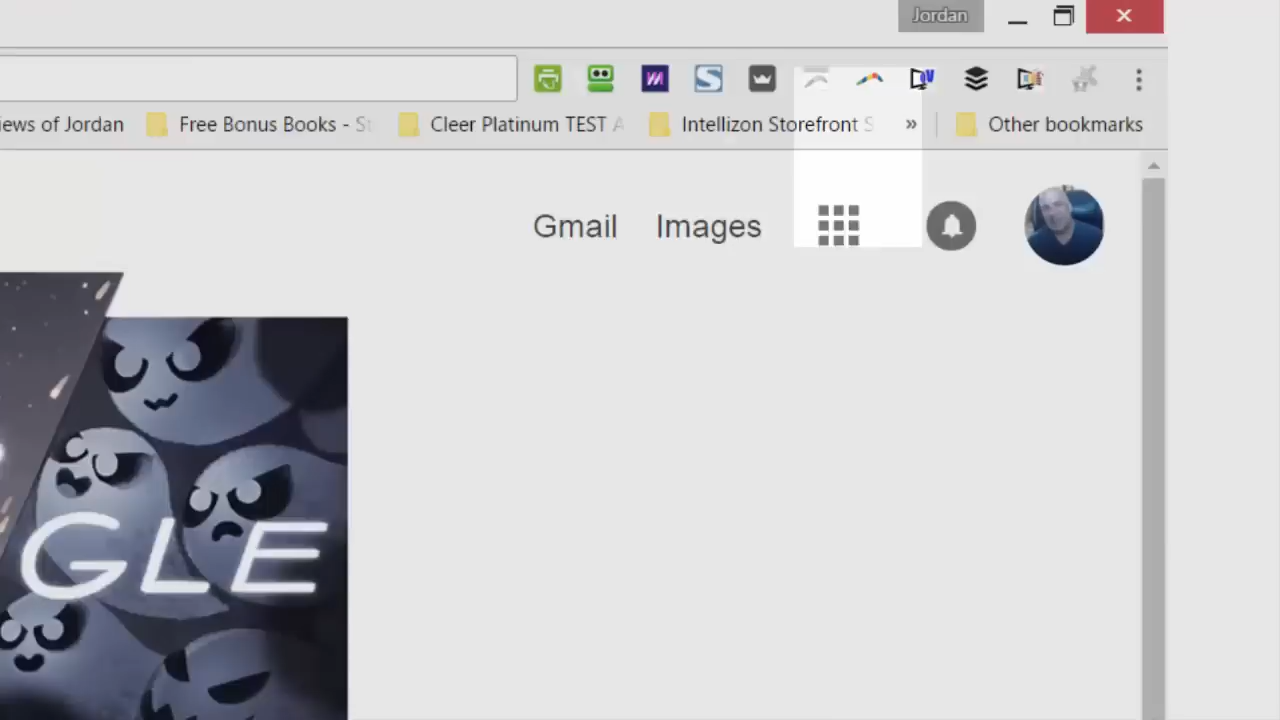 Jordan
iews of Jordan Free Bonus Books - St Cleer Platinum TEST A Intellizon Storefront S » Other bookmarks
Gmail Images
GLE